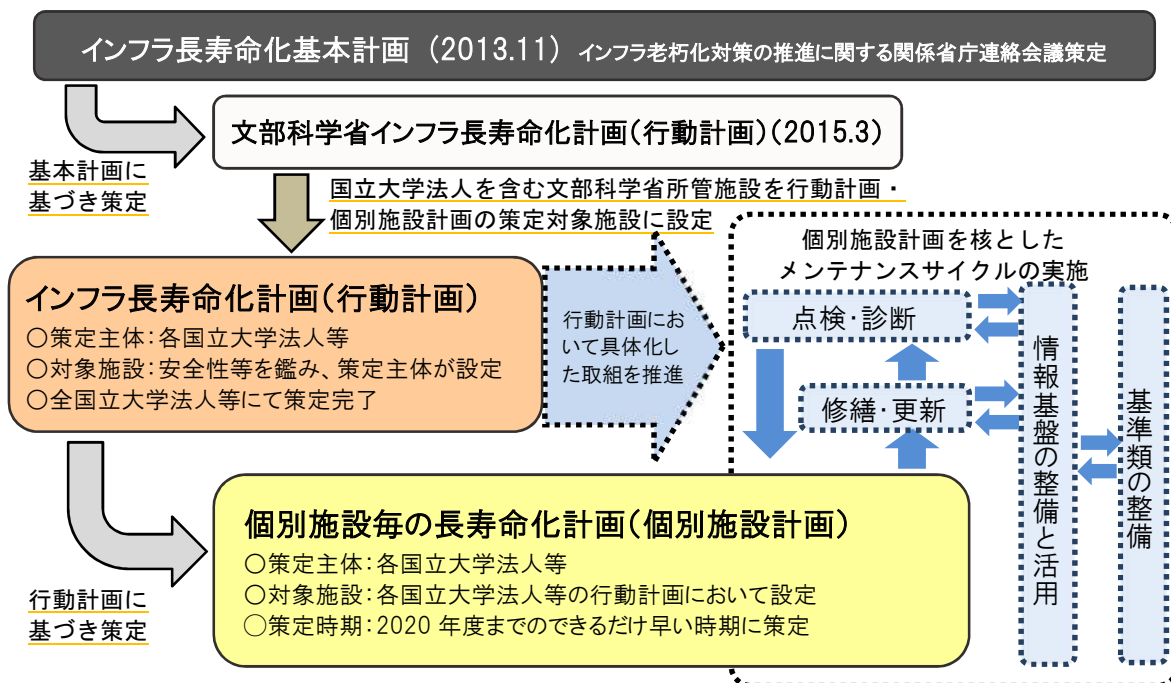 インフラ長寿命化基本計画（2013.11）インフラ老朽化対策の推進に関する関係省庁連絡会議策定
文部科学省インフラ長寿命化計画(行動計画)(2015.3)
基本計画に
基づき策定
国立大学法人を含む文部科学省所管施設を行動計画・
個別施設計画の策定対象施設に設定
インフラ長寿命化計画(行動計画)
○策定主体:各国立大学法人等
○対象施設:安全性等を鑑み、策定主体が設定
○全国立大学法人等にて策定完了
行動計画にお
いて具体化し
た取組を推進
個別施設計画を核とした
メンテナンスサイクルの実施
点検・診断
修繕・更新
情報基盤の整備と活用
基準類の整備
行動計画に
基づき策定
個別施設毎の長寿命化計画(個別施設計画)
○策定主体:各国立大学法人等
○対象施設:各国立大学法人等の行動計画において設定
○策定時期:2020 年度までのできるだけ早い時期に策定